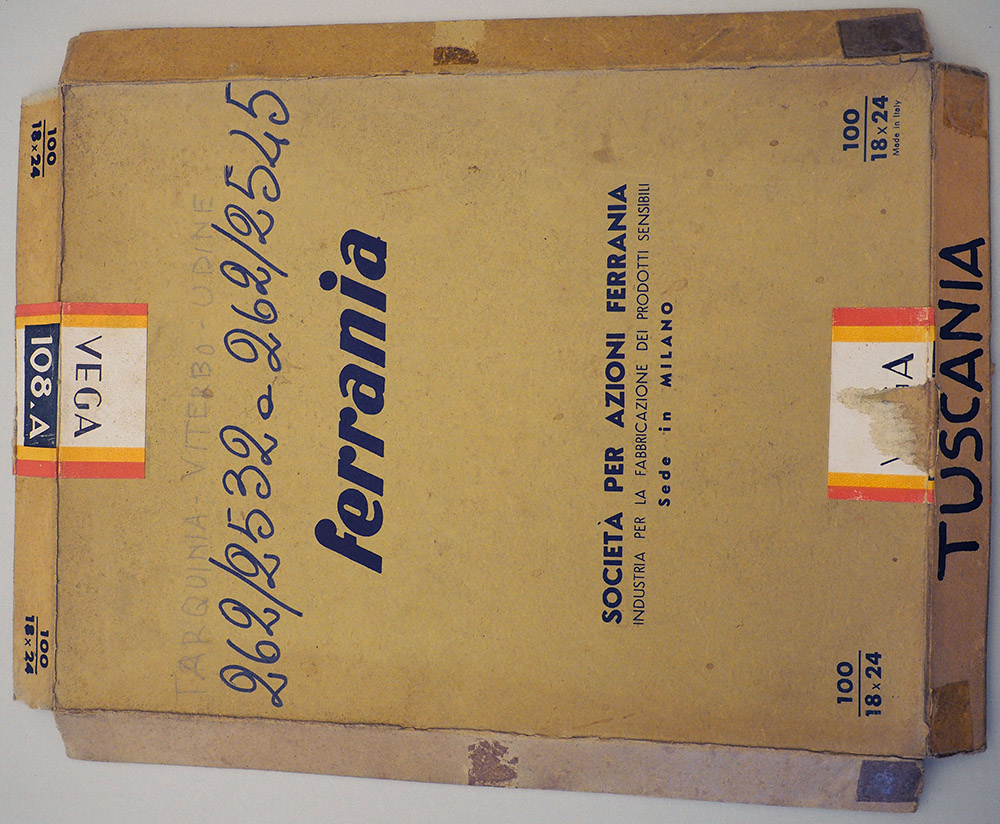 100
18 x 24
100
18 x 24
VEGA
108.A
TARQUINIA - VITERBO - UDINE
262/2532 - 262/2545
ferrania
SOCIETÀ PER AZIONI FERRANIA
INDUSTRIA PER LA FABBRICAZIONE DEI PRODOTTI SENSIBILI
Sede in MILANO
100
18 x 24
100
18 x 24
Made in Italy
TUSCANIA